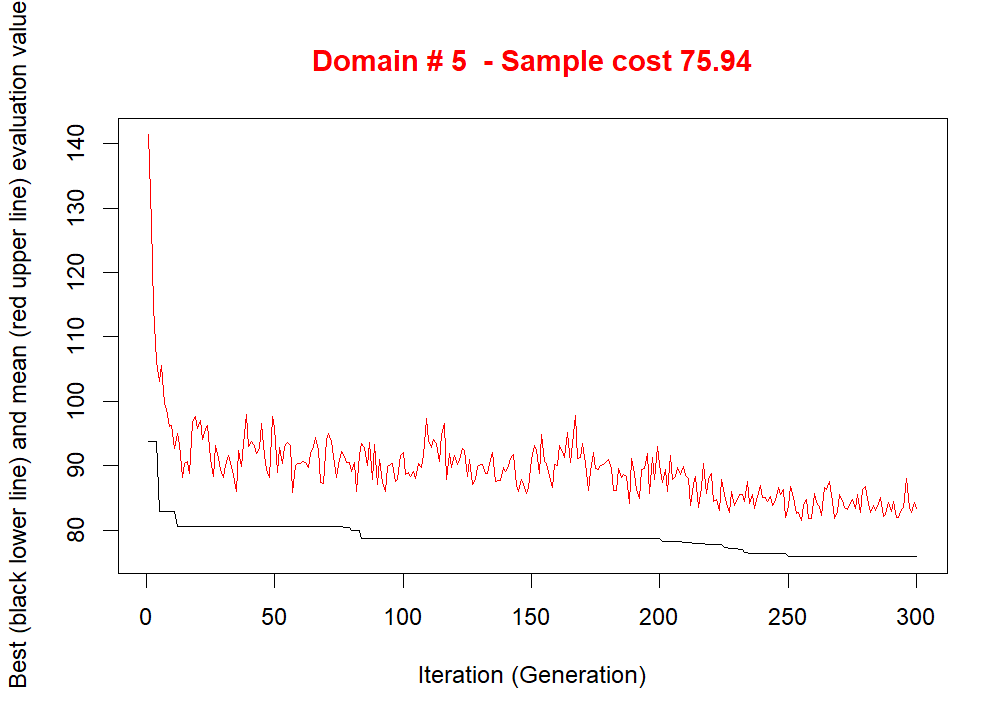 Domain # 5  - Sample cost 75.94
Best (black lower line) and mean (red upper line) evaluation value
140
130
120
110
100
90
80
0 50 100 150 200 250 300
Iteration (Generation)